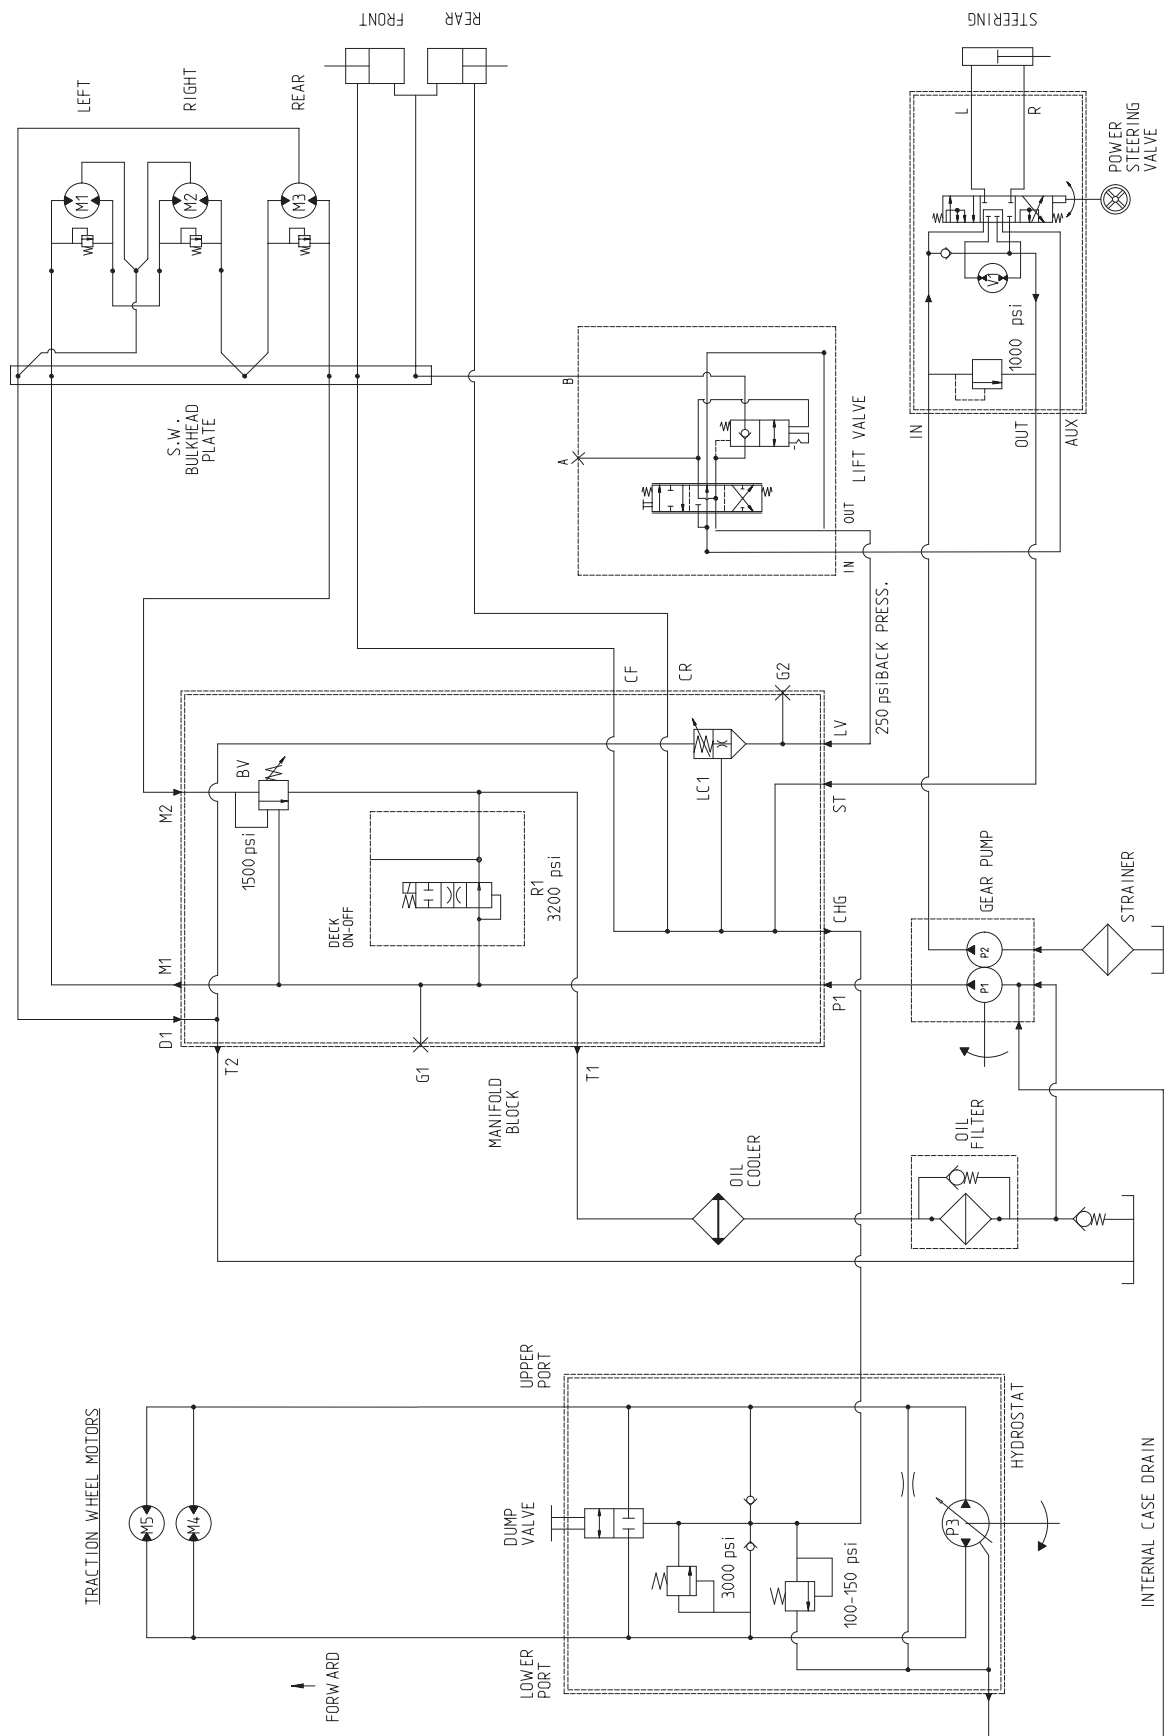 TRACTION WHEEL MOTORS
M5
M4
FORWARD
LOWER
PORT
UPPER
PORT
DUMP
VALVE
3000 psi
100-150 psi
P3
HYDROSTAT
INTERNAL CASE DRAIN
D1
T2
M1
M2
G1
T1
MANIFOLD
BLOCK
BV
1500 psi
DECK
ON-OFF
R1
3200 psi
LC1
CF
CR
G2
LV
ST
CHG
P1
250 psiBACK PRESS.
OIL
COOLER
OIL
FILTER
GEAR PUMP
P1
P2
STRAINER
LEFT
RIGHT
REAR
M1
M2
M3
S.W.
BULKHEAD
PLATE
FRONT
REAR
A
B
IN
OUT
LIFT VALVE
STEERING
L
R
V1
1000 psi
IN
OUT
AUX
POWER
STEERING
VALVE